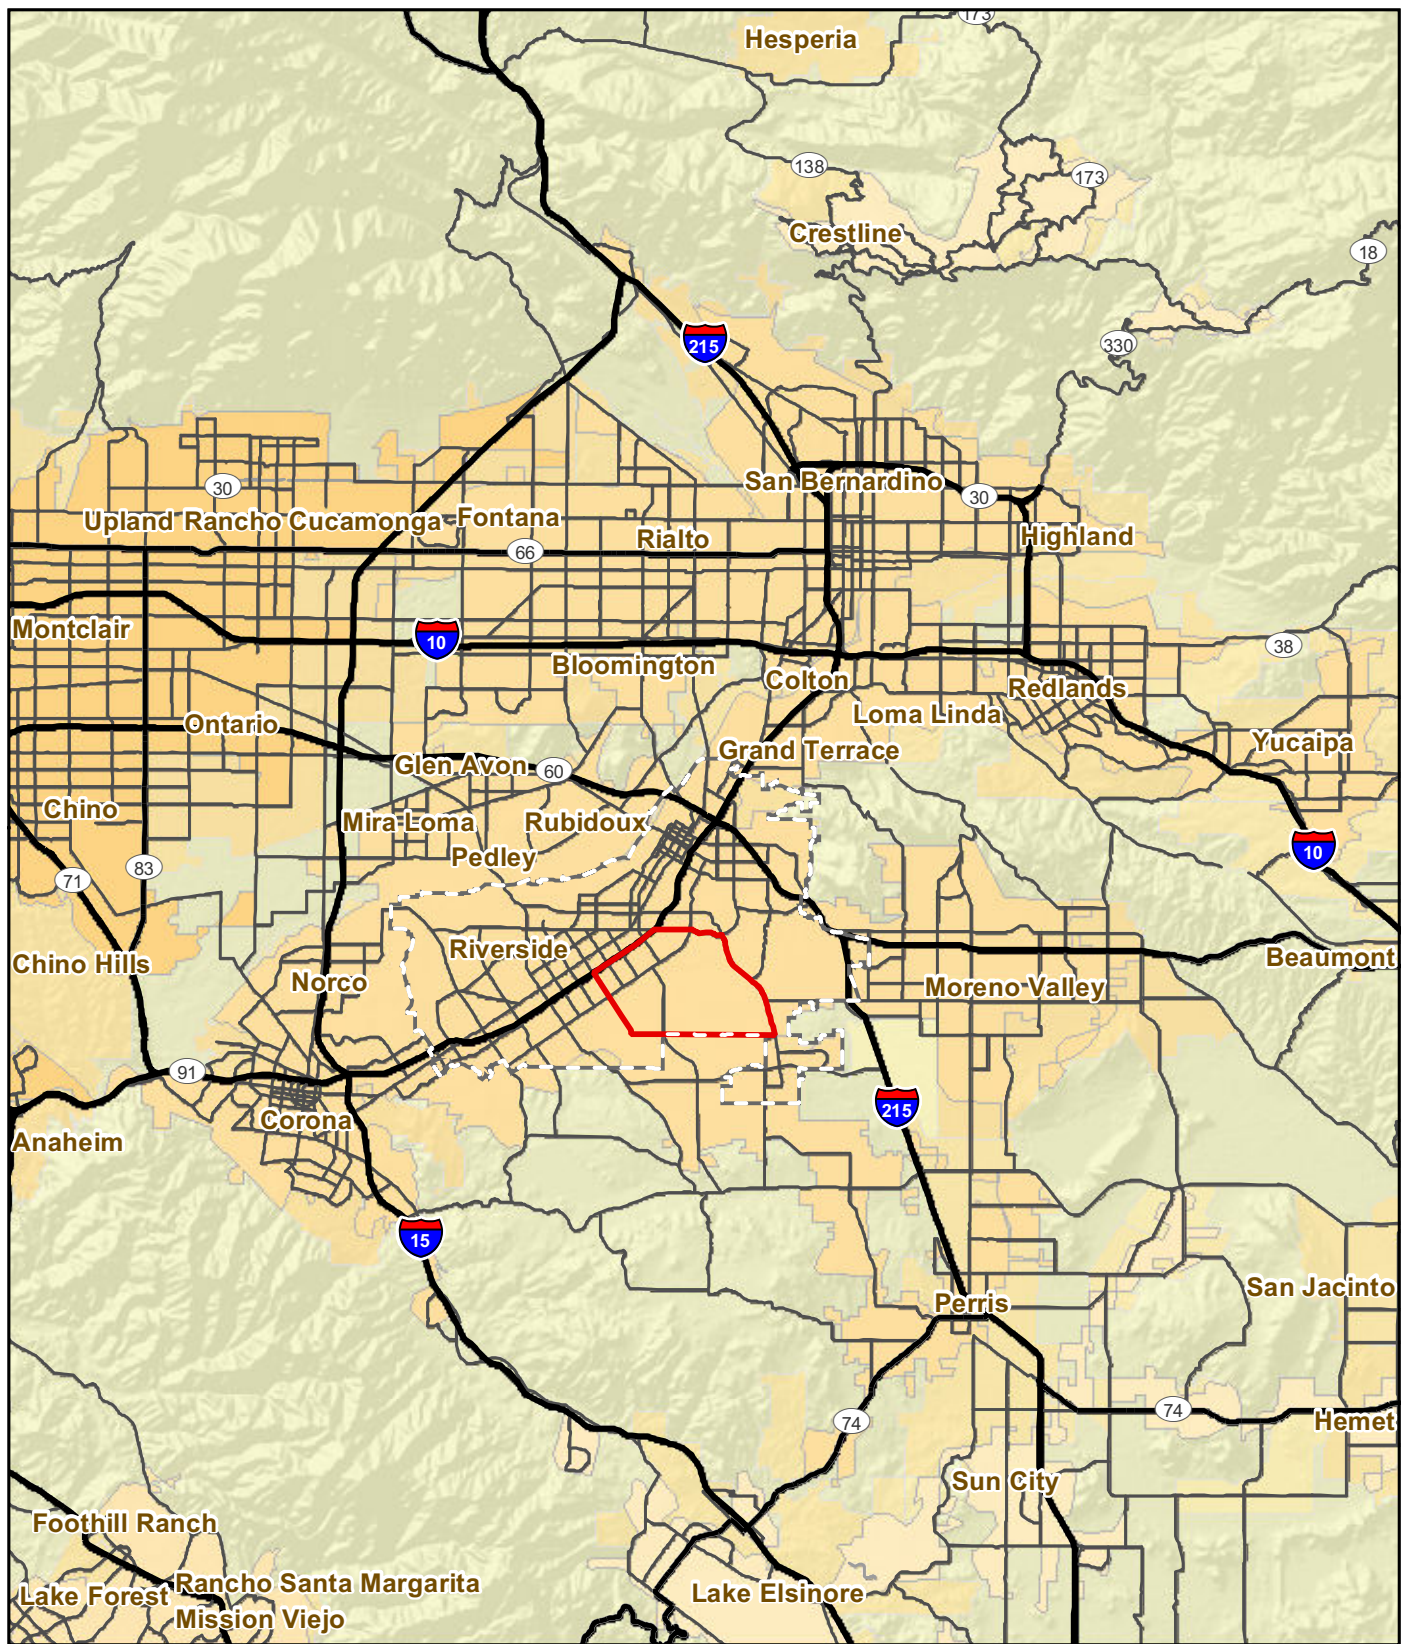 173
Hesperia
138
173
Crestline
18
330
215
San Bernardino
30
30
Upland Rancho Cucamonga Fontana
66
Rialto
Highland
Montclair
10
38
Bloomington
Colton
Redlands
Loma Linda
Ontario
Grand Terrace
Yucaipa
Glen Avon
60
Chino
Mira Loma
Rubidoux
Pedley
10
83
71
Riverside
Chino Hills
Norco
Moreno Valley
Beaumont
91
Corona
215
Anaheim
15
San Jacinto
Perris
74
74
Hemet
Sun City
Foothill Ranch
Rancho Santa Margarita
Lake Forest
Lake Elsinore
Mission Viejo